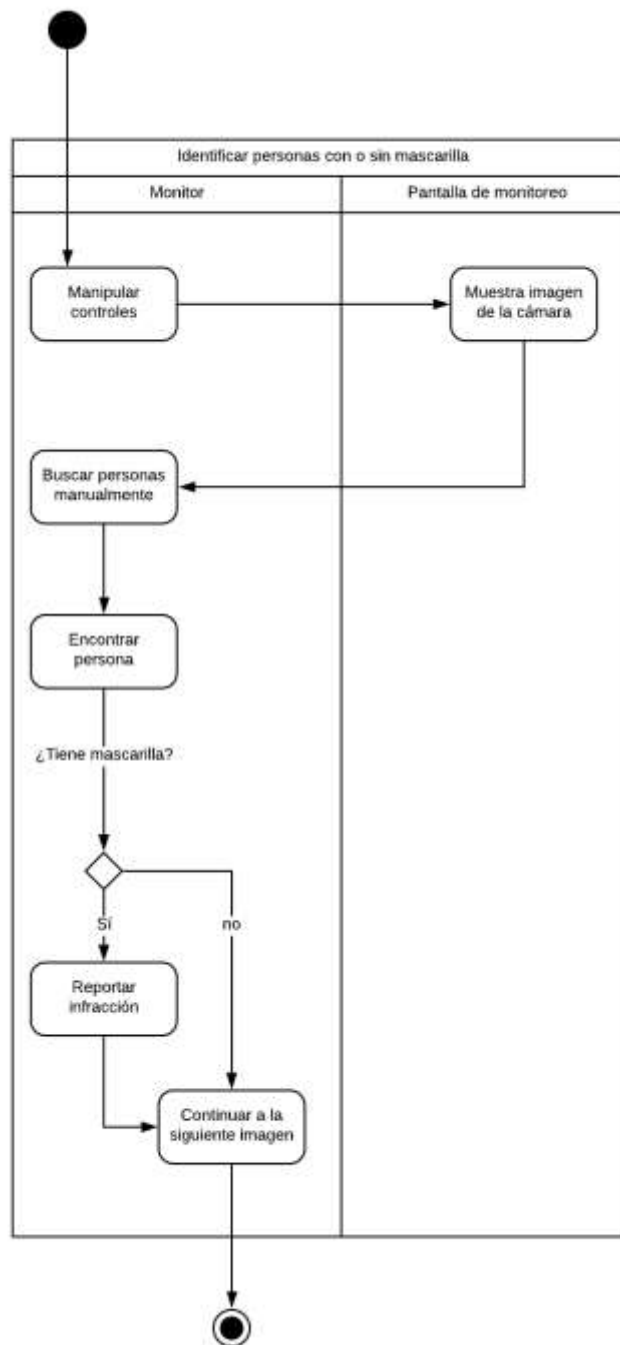 Identificar personas con o sin mascarilla
Monitor
Pantalla de monitoreo
Manipular
controles
Muestra imagen
de la cámara
Buscar personas
manualmente
Encontrar
persona
¿Tiene mascarilla?
Sí
no
Reportar
infracción
Continuar a la
siguiente imagen